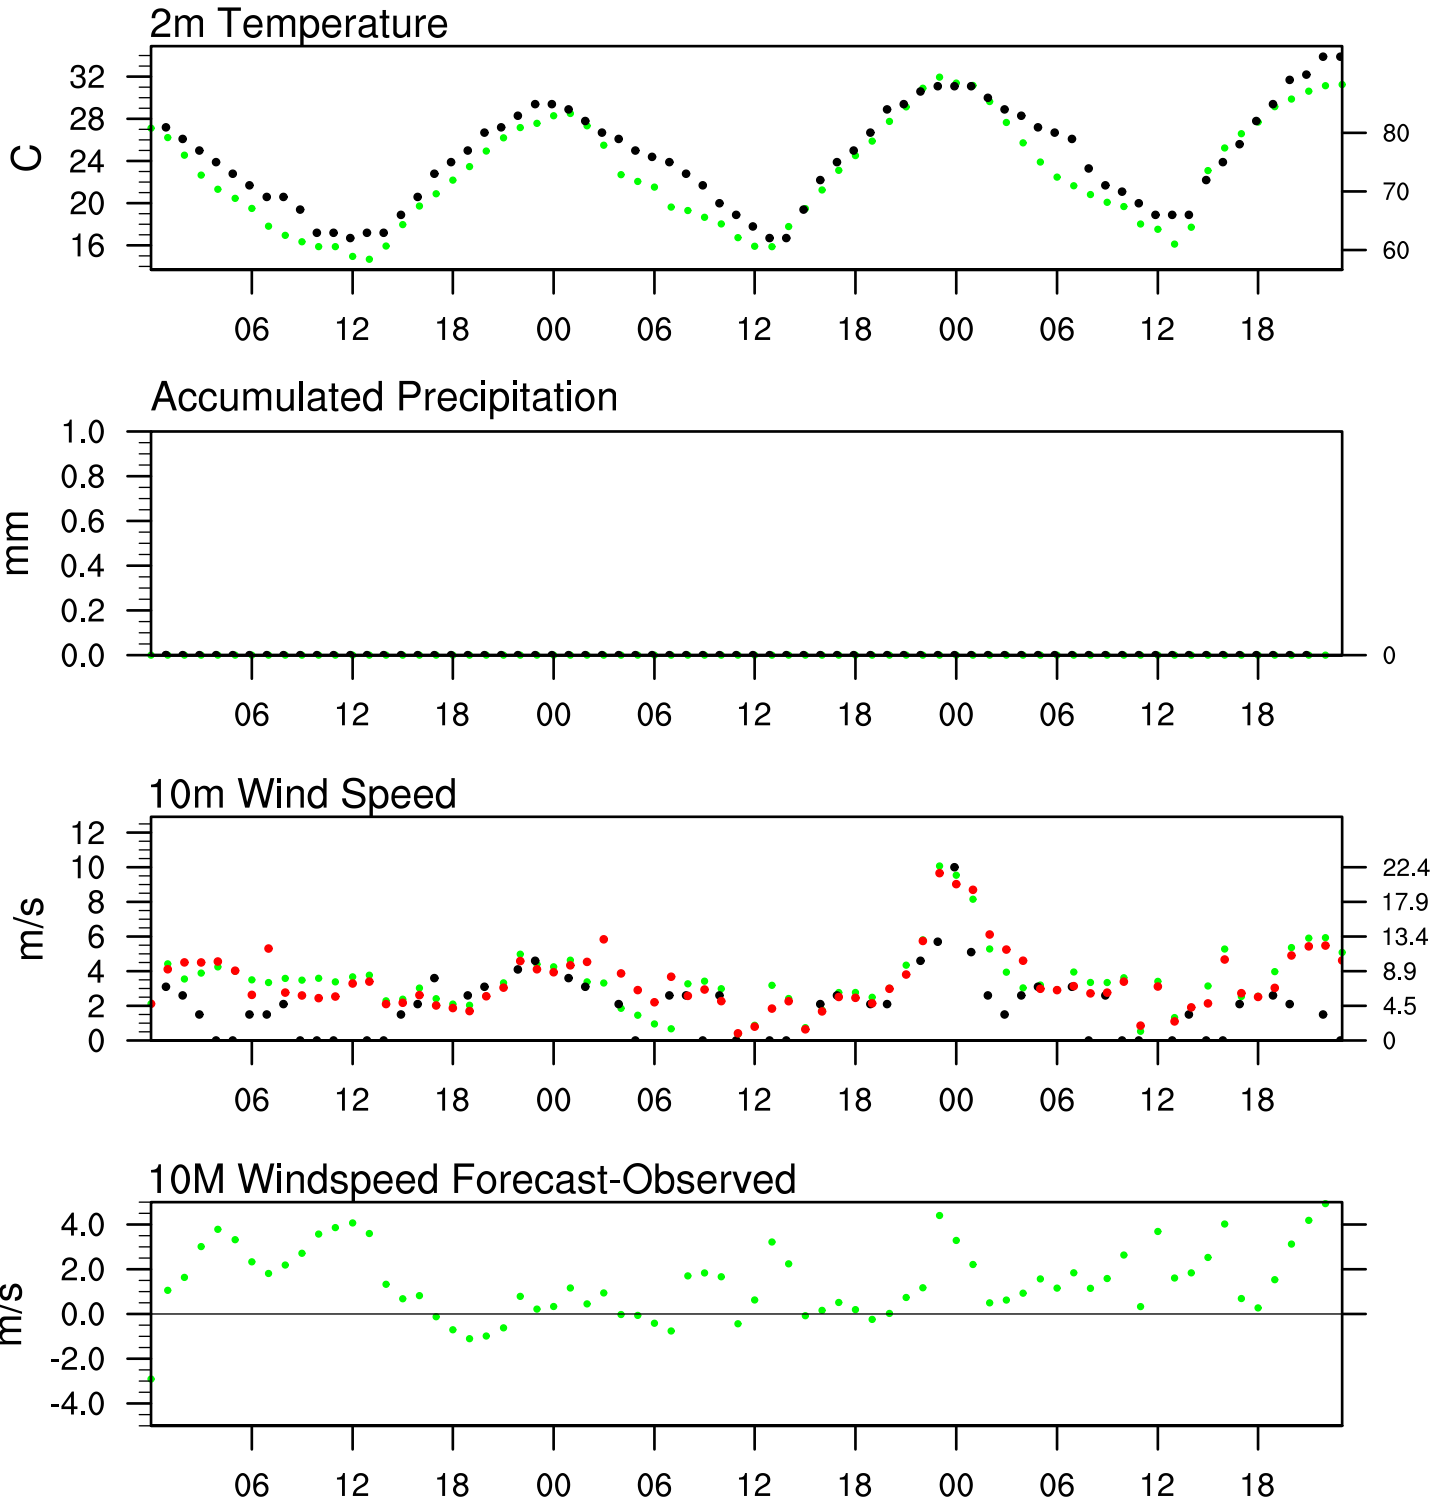 2m Temperature
32
28
24
20
16
C
80
70
60
06 12 18 00 06 12 18 00 06 12 18
Accumulated Precipitation
1.0
0.8
0.6
0.4
0.2
0.0
mm
0
06 12 18 00 06 12 18 00 06 12 18
10m Wind Speed
12
10
8
6
4
2
0
m/s
22.4
17.9
13.4
8.9
4.5
0
06 12 18 00 06 12 18 00 06 12 18
10M Windspeed Forecast-Observed
4.0
2.0
0.0
-2.0
-4.0
m/s
06 12 18 00 06 12 18 00 06 12 18